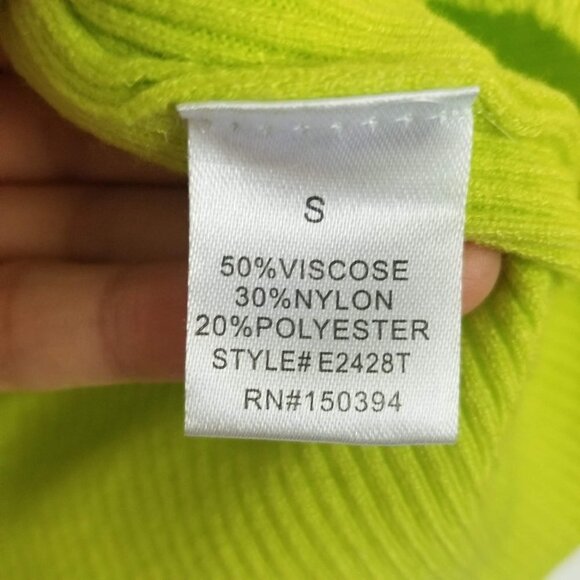 S
50%VISCOSE
30%NYLON
20%POLYESTER
STYLE# E2428T
RN#150394